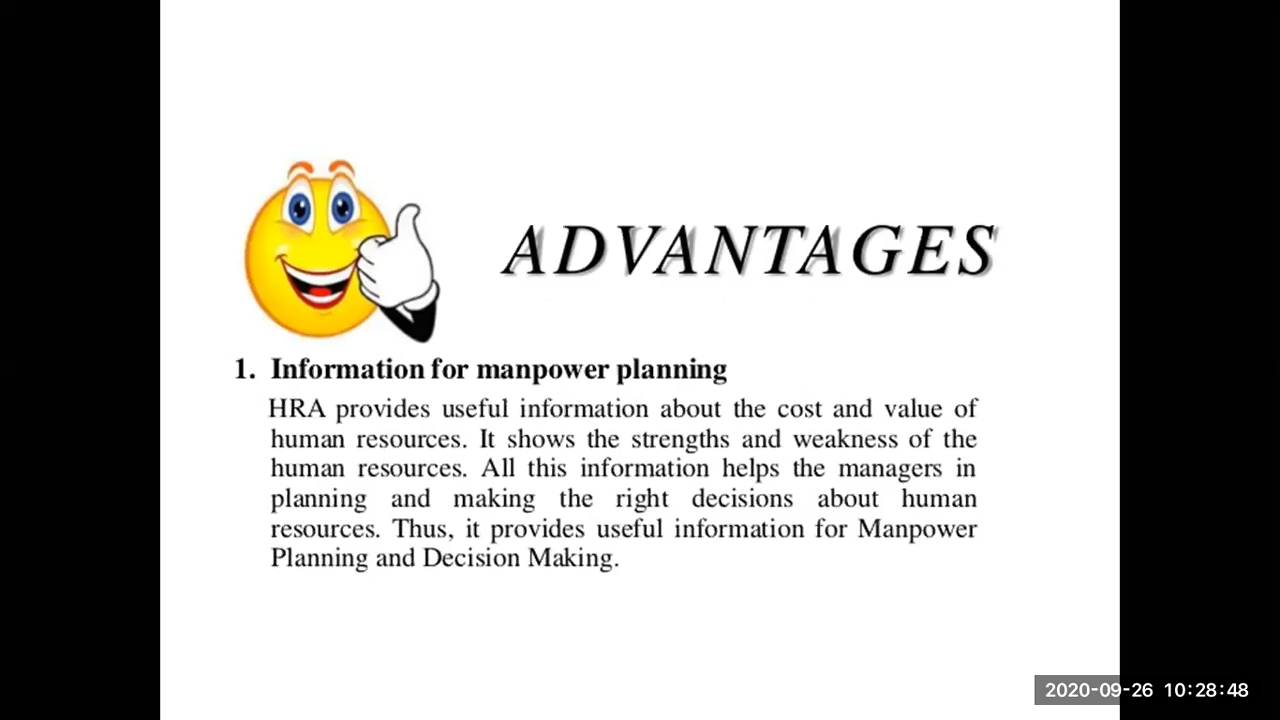 ADVANTAGES
1. Information for manpower planning
HRA provides useful information about the cost and value of
human resources. It shows the strengths and weakness of the
human resources. All this information helps the managers in
planning and making the right decisions about human
resources. Thus, it provides useful information for Manpower
Planning and Decision Making.
2020-09-26 10:28:48